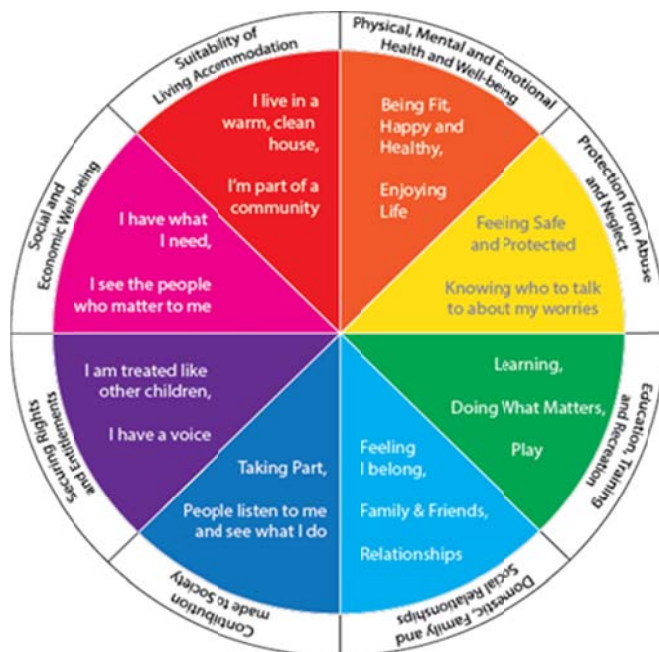 Physical, Mental and Emotional
Health and Well-being
Being Fit,
Happy and
Healthy,
Enjoying
Life
Protection from Abuse
and Neglect
Feeing Safe
and Protected
Knowing who to talk
to about my worries
Education, Training
and Recreation
Learning,
Doing What Matters,
Play
Domestic, Family and
Social Relationships
Feeling
I belong,
Family & Friends,
Relationships
Contribution
made to Society
Taking Part,
People listen to me
and see what I do
Securing Rights
and Entitlements
I am treated like
other children,
I have a voice
Social and
Economic Well-being
I have what
I need,
I see the people
who matter to me
Suitability of
Living Accommodation
I live in a
warm, clean
house,
I'm part of a
community